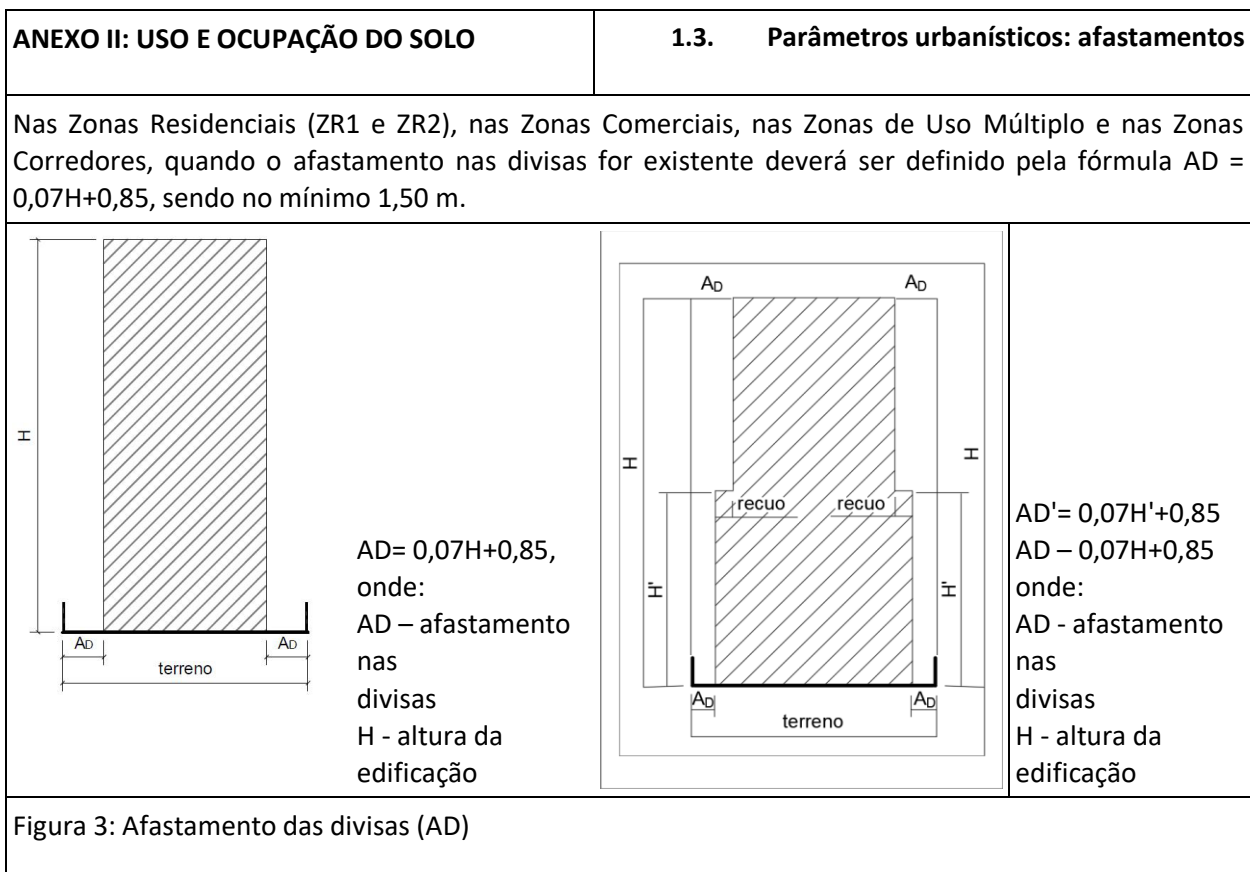 ANEXO II: USO E OCUPAÇÃO DO SOLO
1.3. Parâmetros urbanísticos: afastamentos
Nas Zonas Residenciais (ZR1 e ZR2), nas Zonas Comerciais, nas Zonas de Uso Múltiplo e nas Zonas
Corredores, quando o afastamento nas divisas for existente deverá ser definido pela fórmula AD =
0,07H+0,85, sendo no mínimo 1,50 m.
H
AD
AD
terreno
AD= 0,07H+0,85,
onde:
AD – afastamento
nas
divisas
H - altura da
edificação
AD
AD
H
H
recuo
recuo
H'
H'
AD
AD
terreno
AD'= 0,07H'+0,85
AD – 0,07H+0,85
onde:
AD - afastamento
nas
divisas
H - altura da
edificação
Figura 3: Afastamento das divisas (AD)